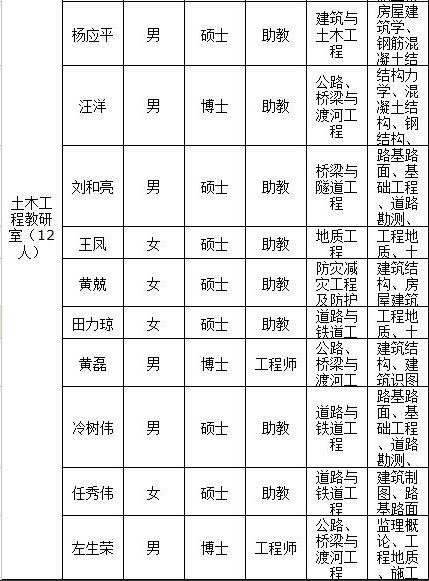 土木工
程教研
室（12
人）
杨应平 男 硕士 助教
建筑与
土木工
程
房屋建
筑学、
钢筋混
凝土结
汪洋 男 博士 助教
公路、
桥梁与
渡河工
程
结构力
学、混
凝土结
构、钢
结构、
刘和亮 男 硕士 助教
桥梁与
隧道工
程
路基路
面、基
础工程
、道路
勘测、
王凤 女 硕士 助教
地质工
程
工程地
质、土
黄兢 女 硕士 助教
防灾减
灾工程
及防护
建筑结
构、房
屋建筑
田力琼 女 硕士 助教
道路与
铁道工
工程地
质、土
黄磊 男 博士 工程师
公路、
桥梁与
渡河工
建筑结
构、建
筑识图
冷树伟 男 硕士 助教
道路与
铁道工
程
路基路
面、基
础工程
、道路
勘测、
任秀伟 女 硕士 助教
道路与
铁道工
程
建筑制
图、路
基路面
左生荣 男 博士 工程师
公路、
桥梁与
渡河工
程
监理概
论、工
程地质
、施工